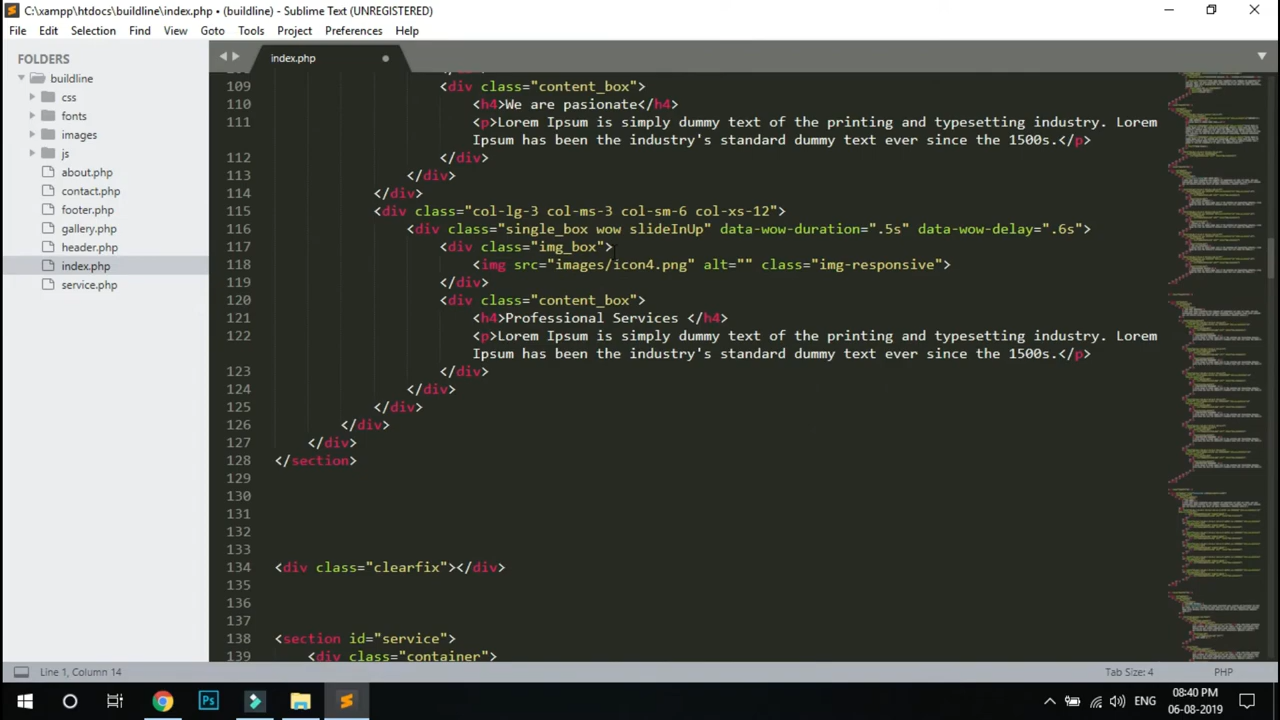 C:\xampp\htdocs\buildline\index.php • (buildline) - Sublime Text (UNREGISTERED)
File Edit Selection Find View Goto Tools Project Preferences Help
FOLDERS
buildline
css
fonts
images
js
about.php
contact.php
footer.php
gallery.php
header.php
index.php
service.php
index.php
109 <div class="content_box">
110 <h4>We are pasionate</h4>
111 <p>Lorem Ipsum is simply dummy text of the printing and typesetting industry. Lorem
Ipsum has been the industry's standard dummy text ever since the 1500s.</p>
112 </div>
113 </div>
114 </div>
115 <div class="col-lg-3 col-ms-3 col-sm-6 col-xs-12">
116 <div class="single_box wow slideInUp" data-wow-duration=".5s" data-wow-delay=".6s">
117 <div class="img_box">
118 <img src="images/icon4.png" alt="" class="img-responsive">
119 </div>
120 <div class="content_box">
121 <h4>Professional Services </h4>
122 <p>Lorem Ipsum is simply dummy text of the printing and typesetting industry. Lorem
Ipsum has been the industry's standard dummy text ever since the 1500s.</p>
123 </div>
124 </div>
125 </div>
126 </div>
127 </div>
128 </section>
129
130
131
132
133
134 <div class="clearfix"></div>
135
136
137
138 <section id="service">
139 <div class="container">
Line 1, Column 14
Tab Size: 4
PHP
ENG
08:40 PM
06-08-2019